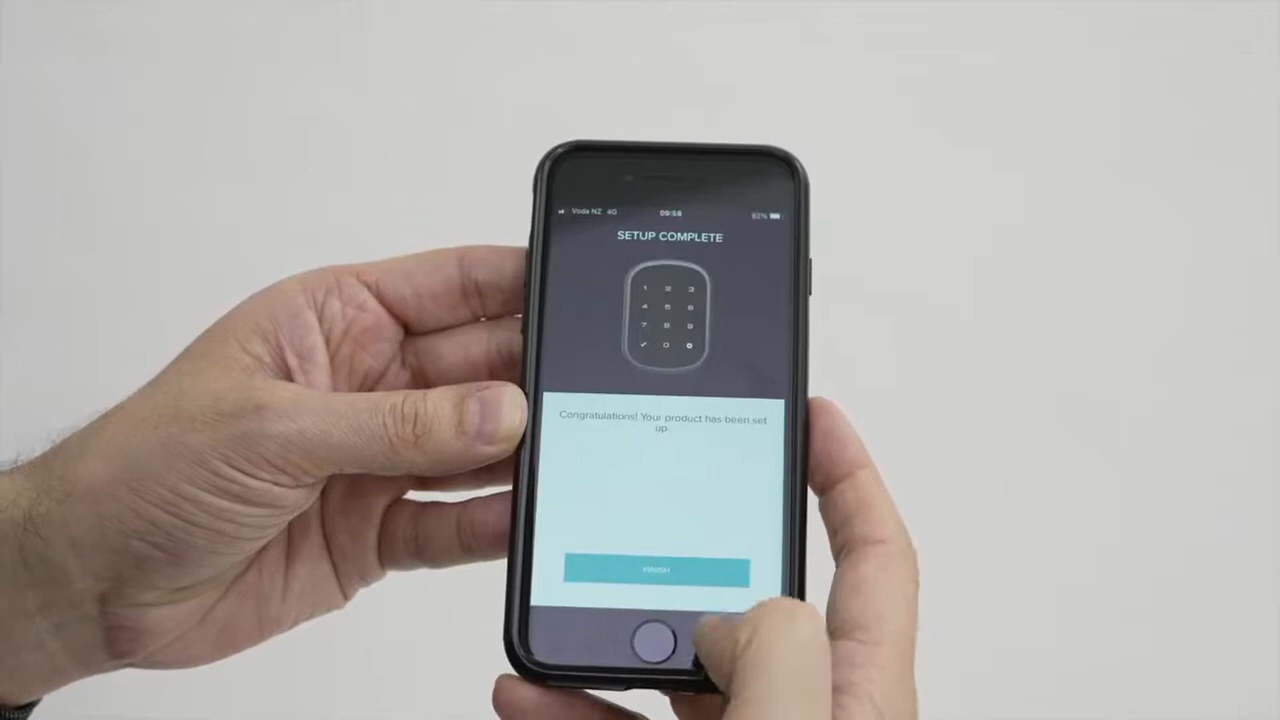 Voda NZ 4G 09:58 62%
SETUP COMPLETE
1 2 3
4 5 6
7 8 9
0
Congratulations! Your product has been set
up.
FINISH